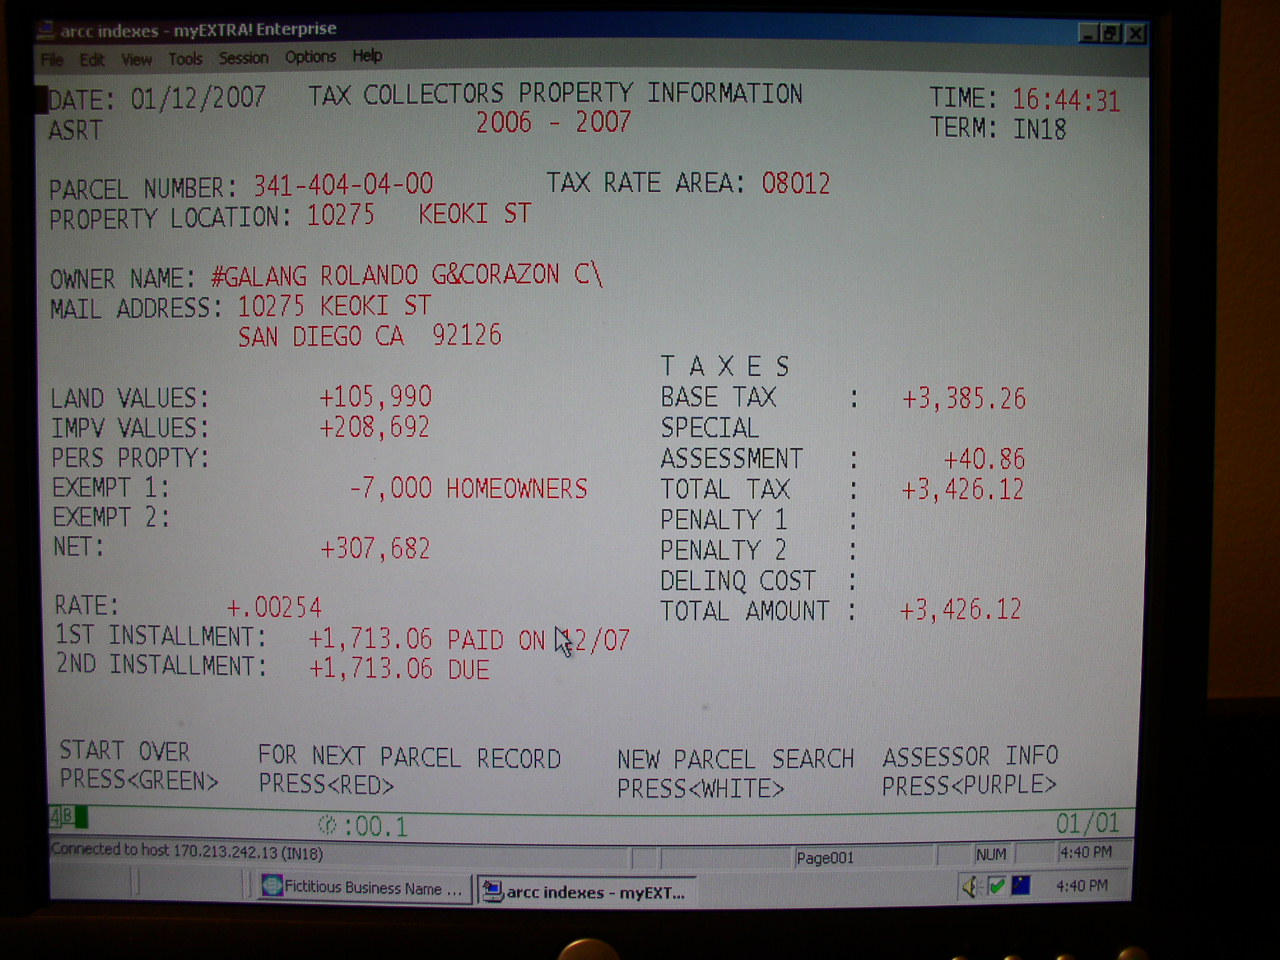 arcc indexes - myEXTRA! Enterprise
File Edit View Tools Session Options Help
DATE: 01/12/2007 TAX COLLECTORS PROPERTY INFORMATION TIME: 16:44:31
ASRT 2006 - 2007 TERM: IN18
PARCEL NUMBER: 341-404-04-00 TAX RATE AREA: 08012
PROPERTY LOCATION: 10275 KEOKI ST
OWNER NAME: #GALANG ROLANDO G&CORAZON C\
MAIL ADDRESS: 10275 KEOKI ST
SAN DIEGO CA 92126
T A X E S
LAND VALUES: +105,990 BASE TAX : +3,385.26
IMPV VALUES: +208,692 SPECIAL
PERS PROPTY: ASSESSMENT : +40.86
EXEMPT 1: -7,000 HOMEOWNERS TOTAL TAX : +3,426.12
EXEMPT 2: PENALTY 1 :
NET: +307,682 PENALTY 2 :
DELINQ COST :
RATE: +.00254 TOTAL AMOUNT : +3,426.12
1ST INSTALLMENT: +1,713.06 PAID ON 12/07
2ND INSTALLMENT: +1,713.06 DUE
START OVER FOR NEXT PARCEL RECORD NEW PARCEL SEARCH ASSESSOR INFO
PRESS<GREEN> PRESS<RED> PRESS<WHITE> PRESS<PURPLE>
4B :00.1 01/01
Connected to host 170.213.242.13 (IN18) Page001 NUM 4:40 PM
Fictitious Business Name ... arcc indexes - myEXT... 4:40 PM